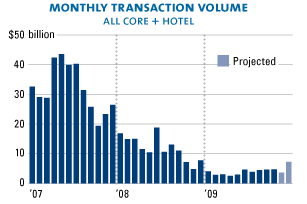 MONTHLY TRANSACTION VOLUME
ALL CORE + HOTEL
$50 billion
40
30
20
10
0
Projected
'07
'08
'09